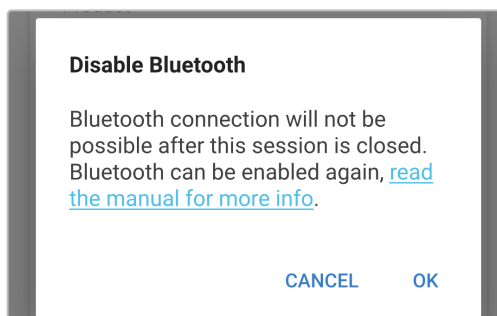 Disable Bluetooth
Bluetooth connection will not be
possible after this session is closed.
Bluetooth can be enabled again, read
the manual for more info.
CANCEL OK